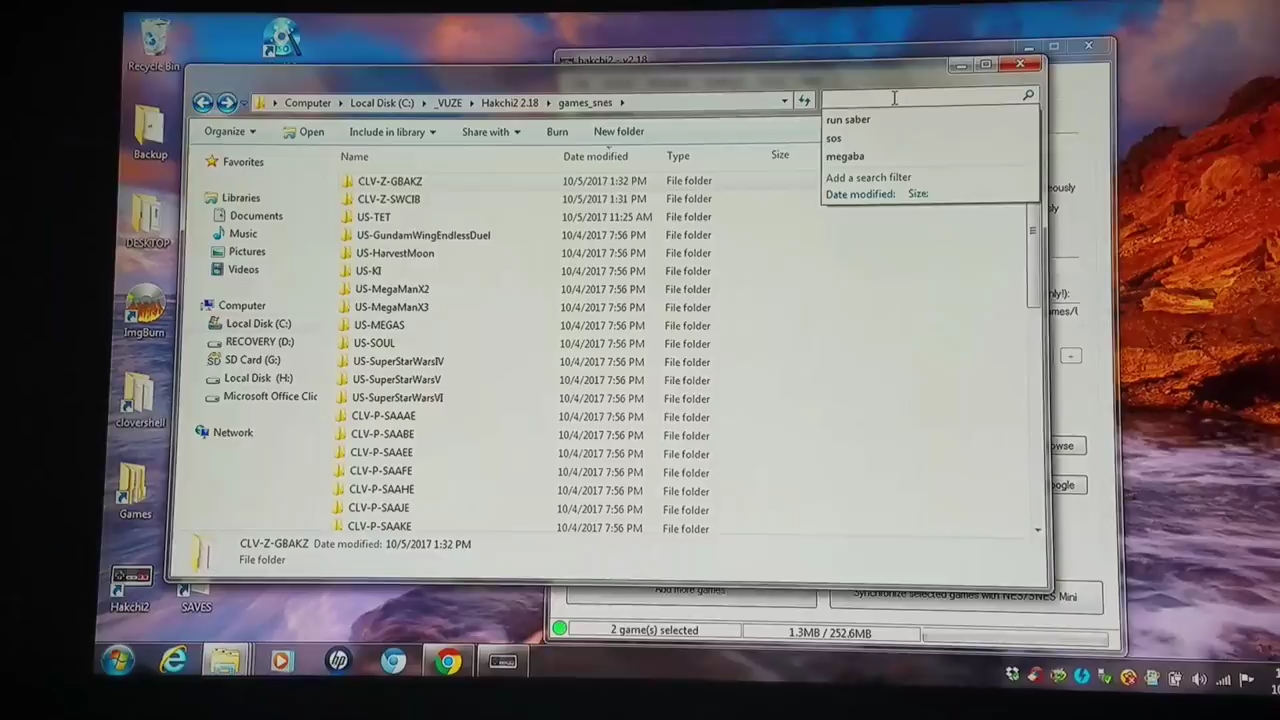 Recycle Bin
Backup
DESKTOP
ImgBurn
clovershell
Games
Hakchi2
SAVES
hakchi2 - v2.18
Computer Local Disk (C:) _VUZE Hakchi2 2.18 games_snes
Organize Open Include in library Share with Burn New folder
run saber
sos
megaba
Add a search filter
Date modified: Size:
Favorites
Libraries
Documents
Music
Pictures
Videos
Computer
Local Disk (C:)
RECOVERY (D:)
SD Card (G:)
Local Disk (H:)
Microsoft Office Clic
Network
Name Date modified Type Size
CLV-Z-GBAKZ 10/5/2017 1:32 PM File folder
CLV-Z-SWCIB 10/5/2017 1:31 PM File folder
US-TET 10/5/2017 11:25 AM File folder
US-GundamWingEndlessDuel 10/4/2017 7:56 PM File folder
US-HarvestMoon 10/4/2017 7:56 PM File folder
US-KI 10/4/2017 7:56 PM File folder
US-MegaManX2 10/4/2017 7:56 PM File folder
US-MegaManX3 10/4/2017 7:56 PM File folder
US-MEGAS 10/4/2017 7:56 PM File folder
US-SOUL 10/4/2017 7:56 PM File folder
US-SuperStarWarsIV 10/4/2017 7:56 PM File folder
US-SuperStarWarsV 10/4/2017 7:56 PM File folder
US-SuperStarWarsVI 10/4/2017 7:56 PM File folder
CLV-P-SAAAE 10/4/2017 7:56 PM File folder
CLV-P-SAABE 10/4/2017 7:56 PM File folder
CLV-P-SAAEE 10/4/2017 7:56 PM File folder
CLV-P-SAAFE 10/4/2017 7:56 PM File folder
CLV-P-SAAHE 10/4/2017 7:56 PM File folder
CLV-P-SAAJE 10/4/2017 7:56 PM File folder
CLV-P-SAAKE 10/4/2017 7:56 PM File folder
CLV-Z-GBAKZ Date modified: 10/5/2017 1:32 PM
File folder
Add more games
Synchronize selected games with NES/SNES Mini
2 game(s) selected 1.3MB / 252.6MB